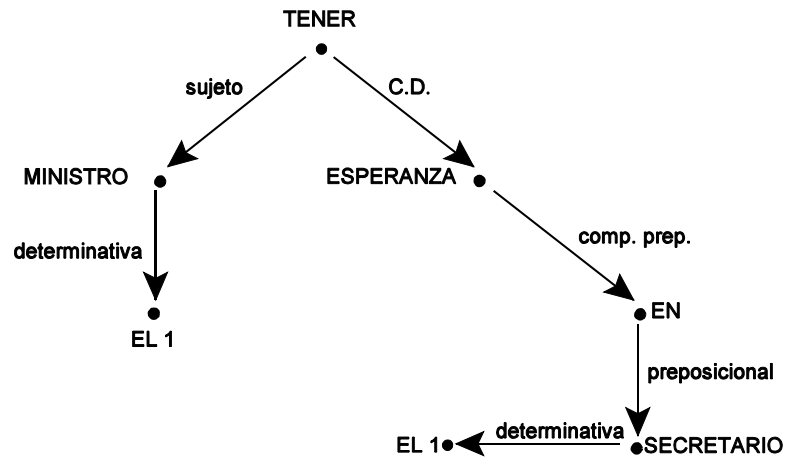 TENER
sujeto
C.D.
MINISTRO
ESPERANZA
determinativa
comp. prep.
EL 1
EN
preposicional
determinativa
EL 1
SECRETARIO